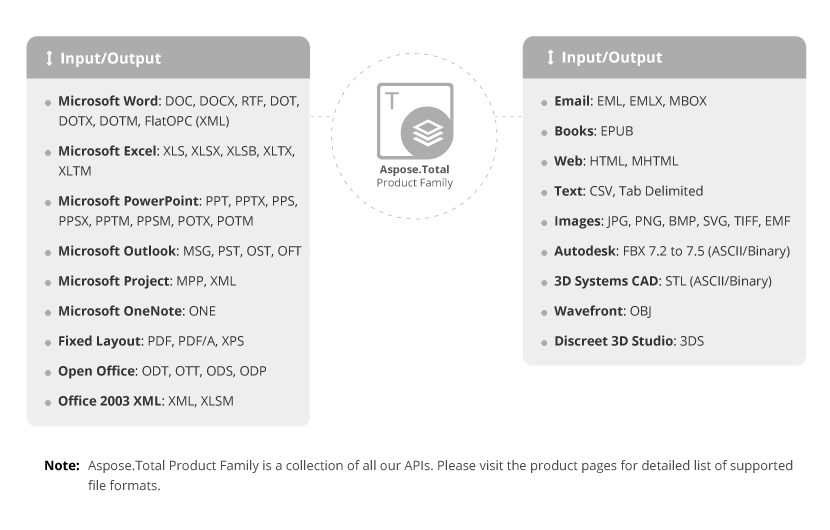 Input/Output
Microsoft Word: DOC, DOCX, RTF, DOT,
DOTX, DOTM, FlatOPC (XML)
Microsoft Excel: XLS, XLSX, XLSB, XLTX,
XLTM
Microsoft PowerPoint: PPT, PPTX, PPS,
PPSX, PPTM, PPSM, POTX, POTM
Microsoft Outlook: MSG, PST, OST, OFT
Microsoft Project: MPP, XML
Microsoft OneNote: ONE
Fixed Layout: PDF, PDF/A, XPS
Open Office: ODT, OTT, ODS, ODP
Office 2003 XML: XML, XLSM
T
Aspose.Total
Product Family
Input/Output
Email: EML, EMLX, MBOX
Books: EPUB
Web: HTML, MHTML
Text: CSV, Tab Delimited
Images: JPG, PNG, BMP, SVG, TIFF, EMF
Autodesk: FBX 7.2 to 7.5 (ASCII/Binary)
3D Systems CAD: STL (ASCII/Binary)
Wavefront: OBJ
Discreet 3D Studio: 3DS
Note: Aspose.Total Product Family is a collection of all our APIs. Please visit the product pages for detailed list of supported
file formats.